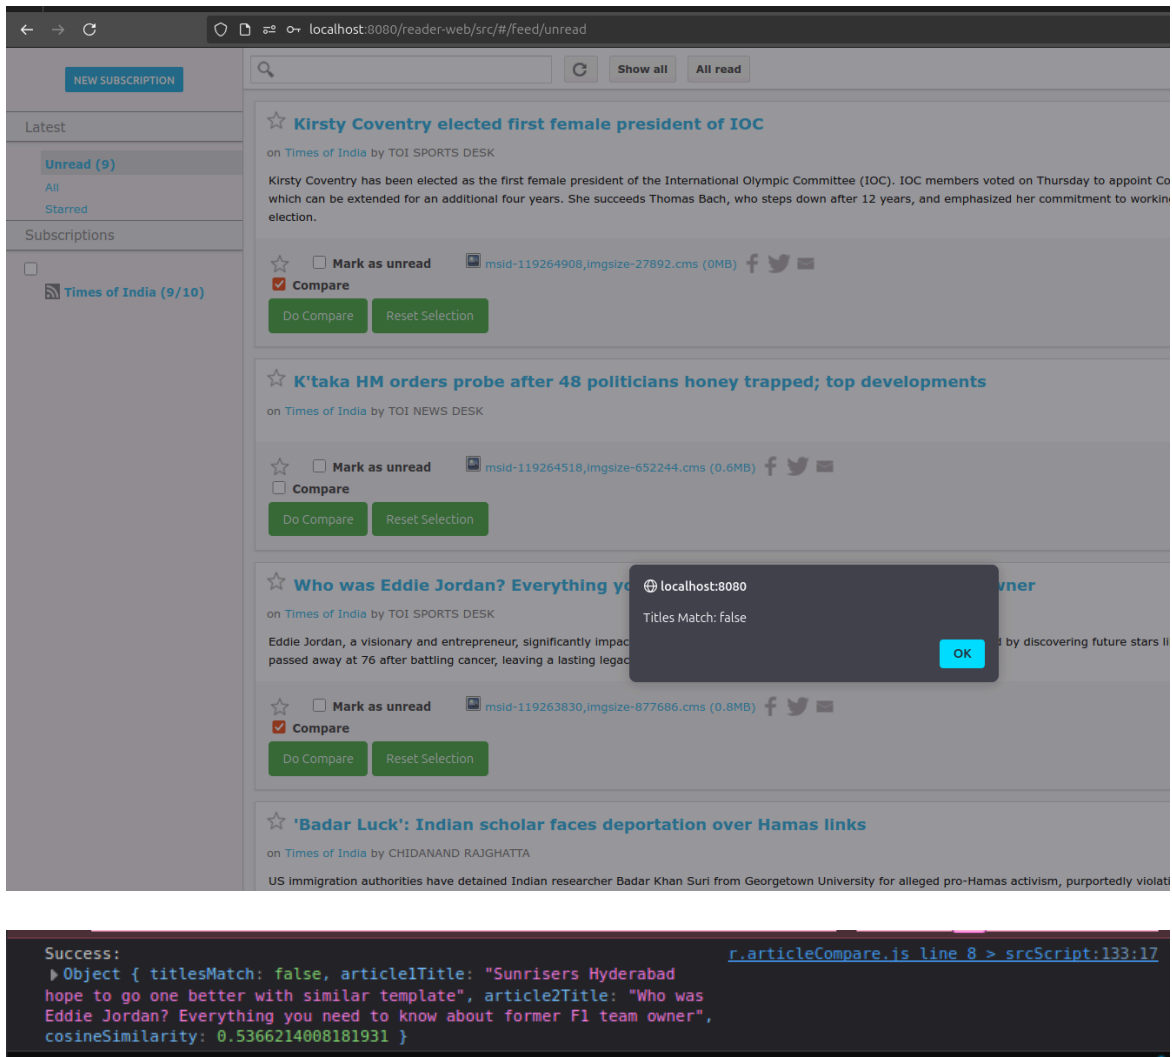 localhost:8080/reader-web/src/#/feed/unread
NEW SUBSCRIPTION
Show all
All read
Latest
Unread (9)
All
Starred
Subscriptions
Times of India (9/10)
Kirsty Coventry elected first female president of IOC
on Times of India by TOI SPORTS DESK
Kirsty Coventry has been elected as the first female president of the International Olympic Committee (IOC). IOC members voted on Thursday to appoint Co
which can be extended for an additional four years. She succeeds Thomas Bach, who steps down after 12 years, and emphasized her commitment to workin
election.
Mark as unread msid-119264908,imgsize-27892.cms (0MB)
Compare
Do Compare Reset Selection
K'taka HM orders probe after 48 politicians honey trapped; top developments
on Times of India by TOI NEWS DESK
Mark as unread msid-119264518,imgsize-652244.cms (0.6MB)
Compare
Do Compare Reset Selection
Who was Eddie Jordan? Everything yo
wner
on Times of India by TOI SPORTS DESK
Eddie Jordan, a visionary and entrepreneur, significantly impac
by discovering future stars li
passed away at 76 after battling cancer, leaving a lasting legac
localhost:8080
Titles Match: false
OK
Mark as unread msid-119263830,imgsize-877686.cms (0.8MB)
Compare
Do Compare Reset Selection
'Badar Luck': Indian scholar faces deportation over Hamas links
on Times of India by CHIDANAND RAJGHATTA
US immigration authorities have detained Indian researcher Badar Khan Suri from Georgetown University for alleged pro-Hamas activism, purportedly violati
Success: r.articleCompare.js line 8 > srcScript:133:17
Object { titlesMatch: false, article1Title: "Sunrisers Hyderabad
hope to go one better with similar template", article2Title: "Who was
Eddie Jordan? Everything you need to know about former F1 team owner",
cosineSimilarity: 0.5366214008181931 }